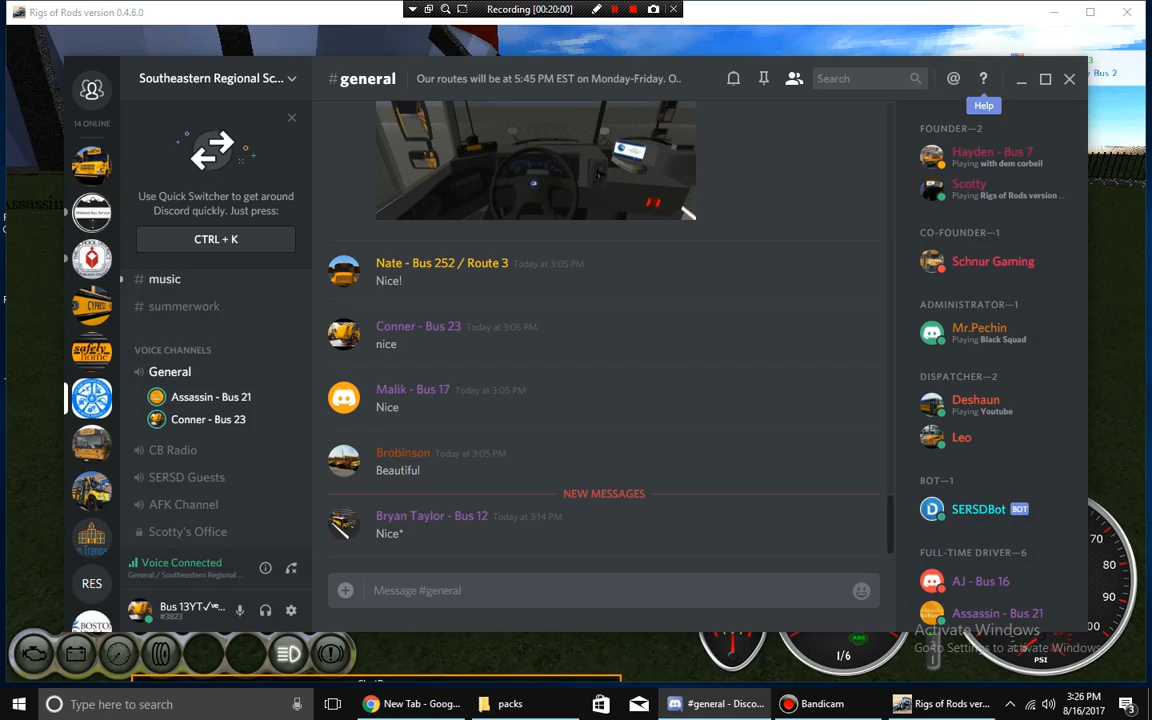 Rigs of Rods version 0.4.6.0
Recording [00:20:00]
14 ONLINE
RES
Southeastern Regional Sc...
Use Quick Switcher to get around
Discord quickly. Just press:
CTRL + K
# music
# summerwork
VOICE CHANNELS
General
Assassin - Bus 21
Conner - Bus 23
CB Radio
SERSD Guests
AFK Channel
Scotty's Office
Voice Connected
General / Southeastern Regional...
Bus 13YT✓ve...
#3823
#general
Our routes will be at 5:45 PM EST on Monday-Friday. O..
Search
Help
Nate - Bus 252 / Route 3 Today at 3:05 PM
Nice!
Conner - Bus 23 Today at 3:05 PM
nice
Malik - Bus 17 Today at 3:05 PM
Nice
Brobinson Today at 3:05 PM
Beautiful
NEW MESSAGES
Bryan Taylor - Bus 12 Today at 3:14 PM
Nice*
Message #general
FOUNDER—2
Hayden - Bus 7
Playing with dem corbeil
Scotty
Playing Rigs of Rods version ...
CO-FOUNDER—1
Schnur Gaming
ADMINISTRATOR—1
Mr.Pechin
Playing Black Squad
DISPATCHER—2
Deshaun
Playing Youtube
Leo
BOT—1
SERSDBot BOT
FULL-TIME DRIVER—6
AJ - Bus 16
Assassin - Bus 21
Bus 2
Activate Windows
Go to Settings to activate Windows.
70
80
90
PSI
ABS
1/6
Type here to search
New Tab - Goog...
packs
#general - Disco...
Bandicam
Rigs of Rods ver...
3:26 PM
8/16/2017
3